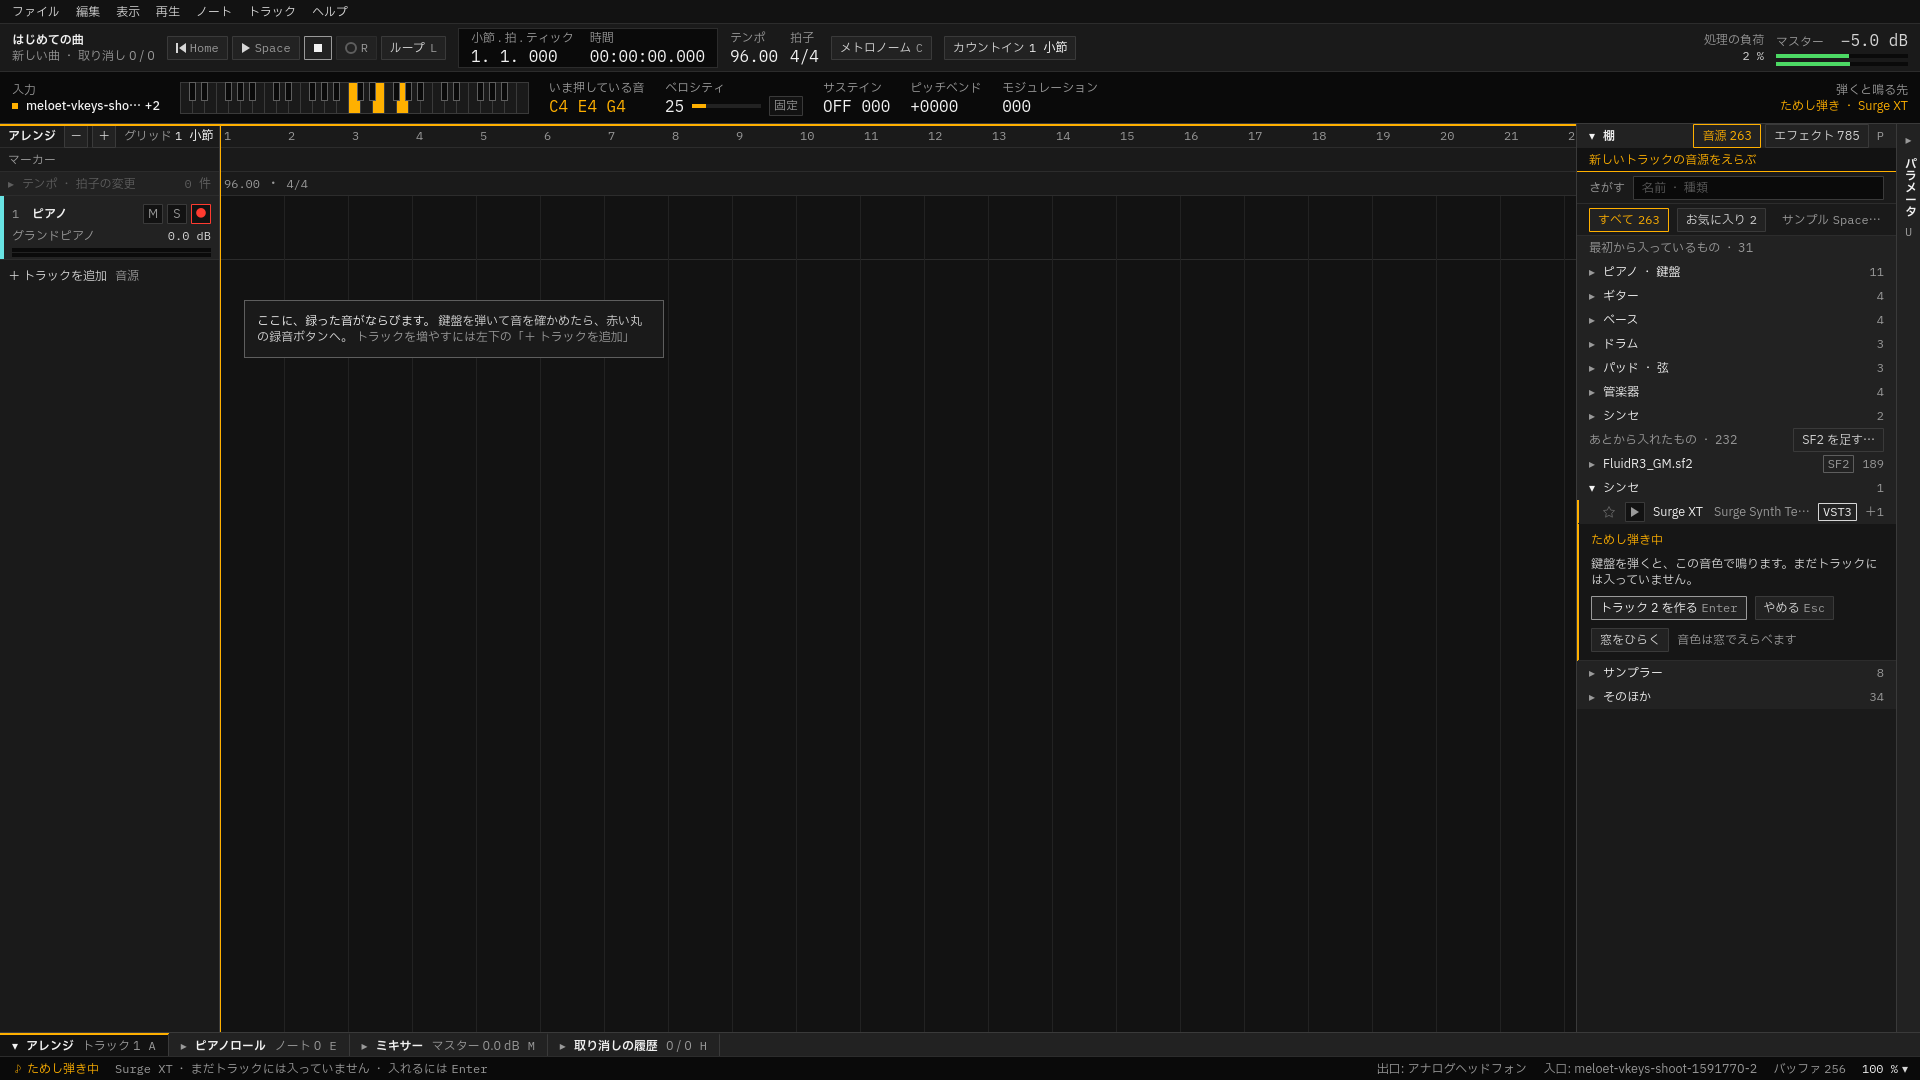 ファイル 編集 表示 再生 ノート トラック ヘルプ
はじめての曲
新しい曲 · 取り消し 0 / 0
Home Space R ループ L
小節 . 拍 . ティック 時間
1. 1. 000 00:00:00.000
テンポ 拍子
96.00 4/4
メトロノーム C カウントイン 1 小節
処理の負荷
2 %
マスター −5.0 dB
入力
meloet-vkeys-sho… +2
いま押している音
C4 E4 G4
ベロシティ
25 固定
サステイン
OFF 000
ピッチベンド
+0000
モジュレーション
000
弾くと鳴る先
ためし弾き · Surge XT
アレンジ − + グリッド 1 小節
1 2 3 4 5 6 7 8 9 10 11 12 13 14 15 16 17 18 19 20 21 2
マーカー
テンポ · 拍子の変更 0 件
96.00 · 4/4
1 ピアノ M S
グランドピアノ 0.0 dB
+ トラックを追加 音源
ここに、録った音がならびます。鍵盤を弾いて音を確かめたら、赤い丸
の録音ボタンへ。トラックを増やすには左下の「+ トラックを追加」
棚 音源 263 エフェクト 785 P
新しいトラックの音源をえらぶ
さがす 名前 · 種類
すべて 263 お気に入り 2 サンプル Space…
最初から入っているもの · 31
ピアノ · 鍵盤 11
ギター 4
ベース 4
ドラム 3
パッド · 弦 3
管楽器 4
シンセ 2
あとから入れたもの · 232 SF2 を足す…
FluidR3_GM.sf2 SF2 189
シンセ 1
Surge XT Surge Synth Te… VST3 +1
ためし弾き中
鍵盤を弾くと、この音色で鳴ります。まだトラックに
は入っていません。
トラック 2 を作る Enter やめる Esc
窓をひらく 音色は窓でえらべます
サンプラー 8
そのほか 34
パラメータ U
アレンジ トラック 1 A ピアノロール ノート 0 E ミキサー マスター 0.0 dB M 取り消しの履歴 0 / 0 H
♪ ためし弾き中 Surge XT · まだトラックには入っていません · 入れるには Enter
出口: アナログヘッドフォン 入口: meloet-vkeys-shoot-1591770-2 バッファ 256 100 %